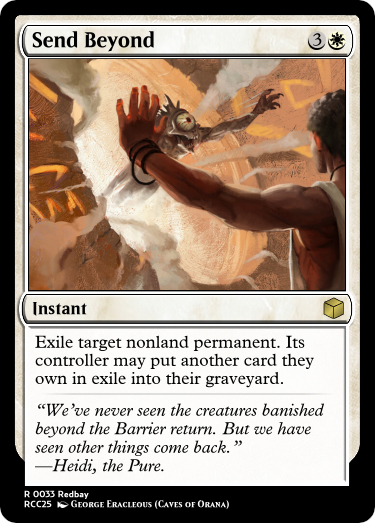 Send Beyond 3
Instant
Exile target nonland permanent. Its
controller may put another card they
own in exile into their graveyard.
“We’ve never seen the creatures banished
beyond the Barrier return. But we have
seen other things come back.”
—Heidi, the Pure.
R 0033 Redbay
RCC25 George Eracleous (Caves of Orana)